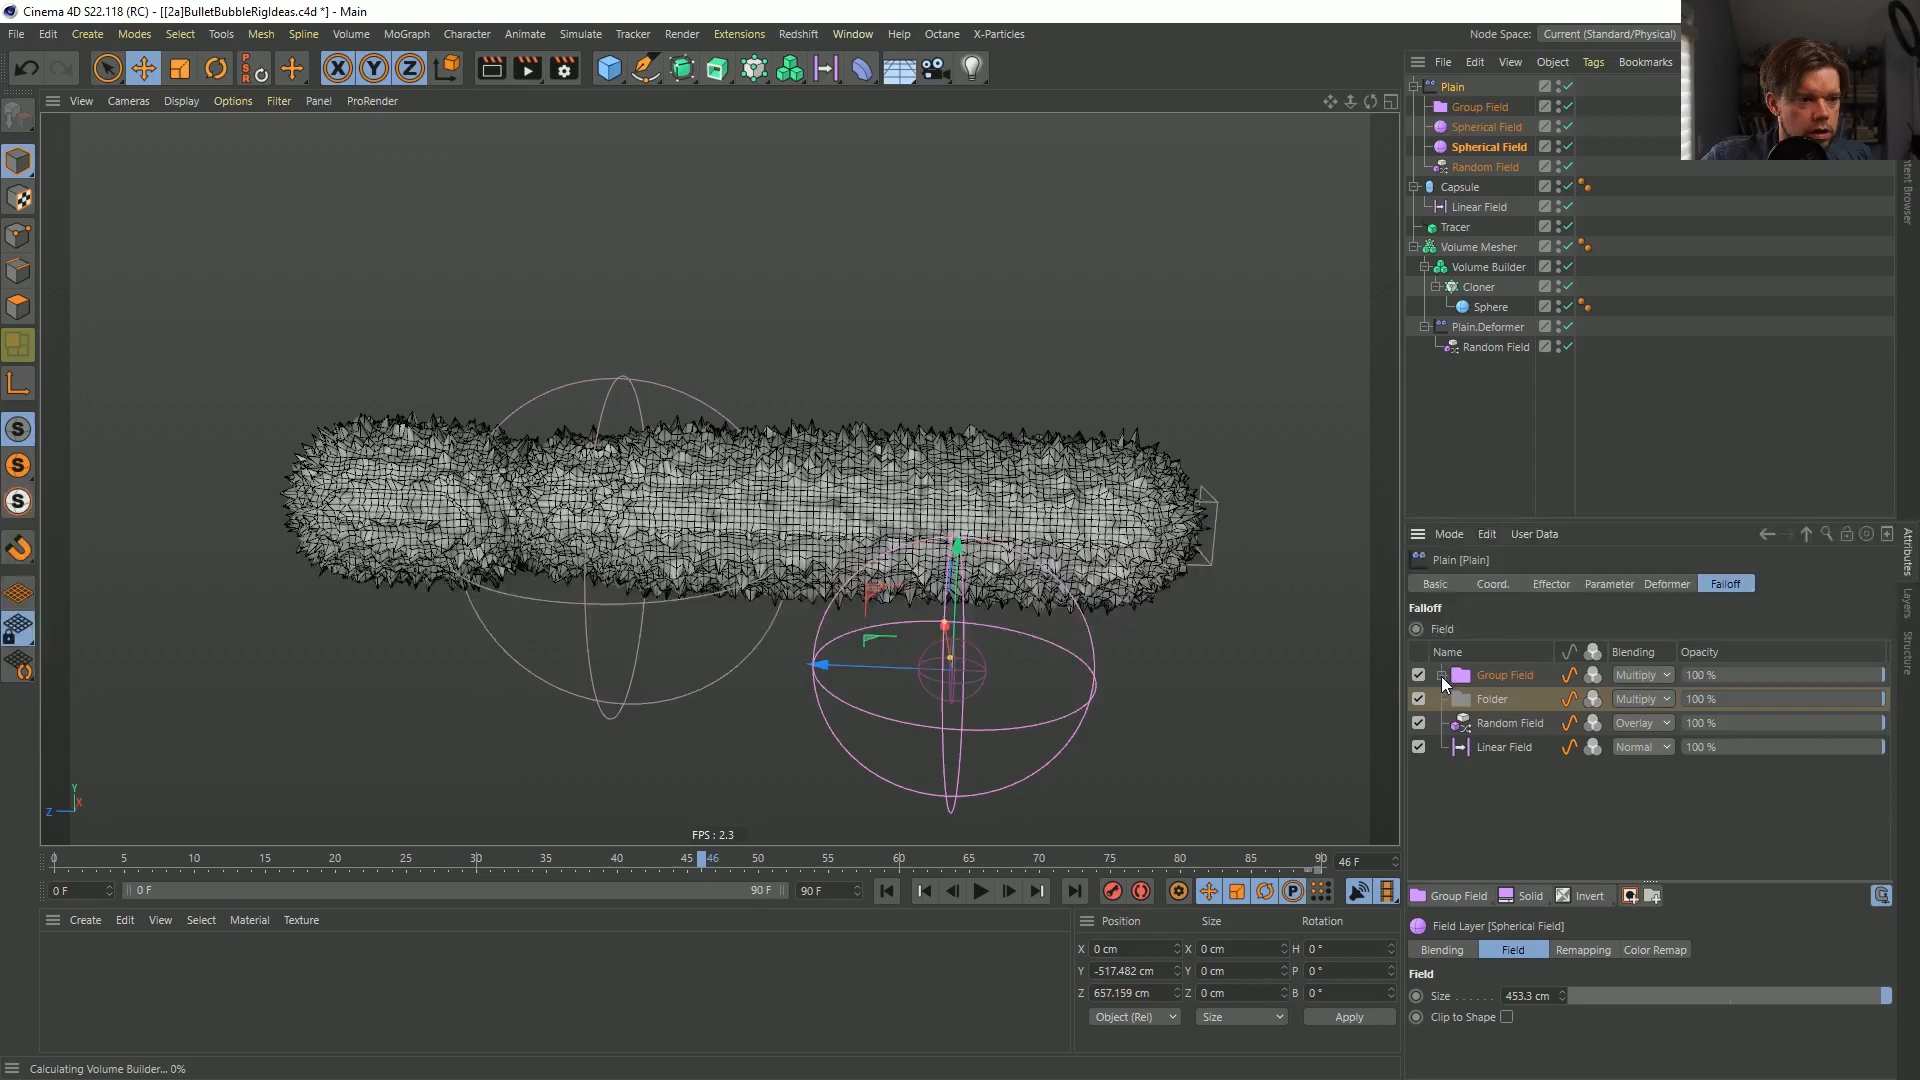 Cinema 4D S22.118 (RC) - [[2a]BulletBubbleRigIdeas.c4d *] - Main
File Edit Create Modes Select Tools Mesh Spline Volume MoGraph Character Animate Simulate Tracker Render Extensions Redshift Window Help Octane X-Particles
Node Space: Current (Standard/Physical)
PSR X Y Z
File Edit View Object Tags Bookmarks
View Cameras Display Options Filter Panel ProRender
Plain
Group Field
Spherical Field
Spherical Field
Random Field
Capsule
Linear Field
Tracer
Volume Mesher
Volume Builder
Cloner
Sphere
Plain.Deformer
Random Field
tent Browser
S
S
S
FPS : 2.3
Y
X
Z
Mode Edit User Data
Plain [Plain]
Basic Coord. Effector Parameter Deformer Falloff
Falloff
Field
Name Blending Opacity
Group Field Multiply 100 %
Folder Multiply 100 %
Random Field Overlay 100 %
Linear Field Normal 100 %
Attributes
Layers
Structure
0 5 10 15 20 25 30 35 40 45 46 50 55 60 65 70 75 80 85 90 46 F
0 F 0 F 90 F 90 F
P
Group Field Solid Invert
Field Layer [Spherical Field]
Blending Field Remapping Color Remap
Field
Size . . . . . . 453.3 cm
Clip to Shape
Create Edit View Select Material Texture
Position Size Rotation
X 0 cm X 0 cm H 0 °
Y -517.482 cm Y 0 cm P 0 °
Z 657.159 cm Z 0 cm B 0 °
Object (Rel) Size Apply
Calculating Volume Builder... 0%